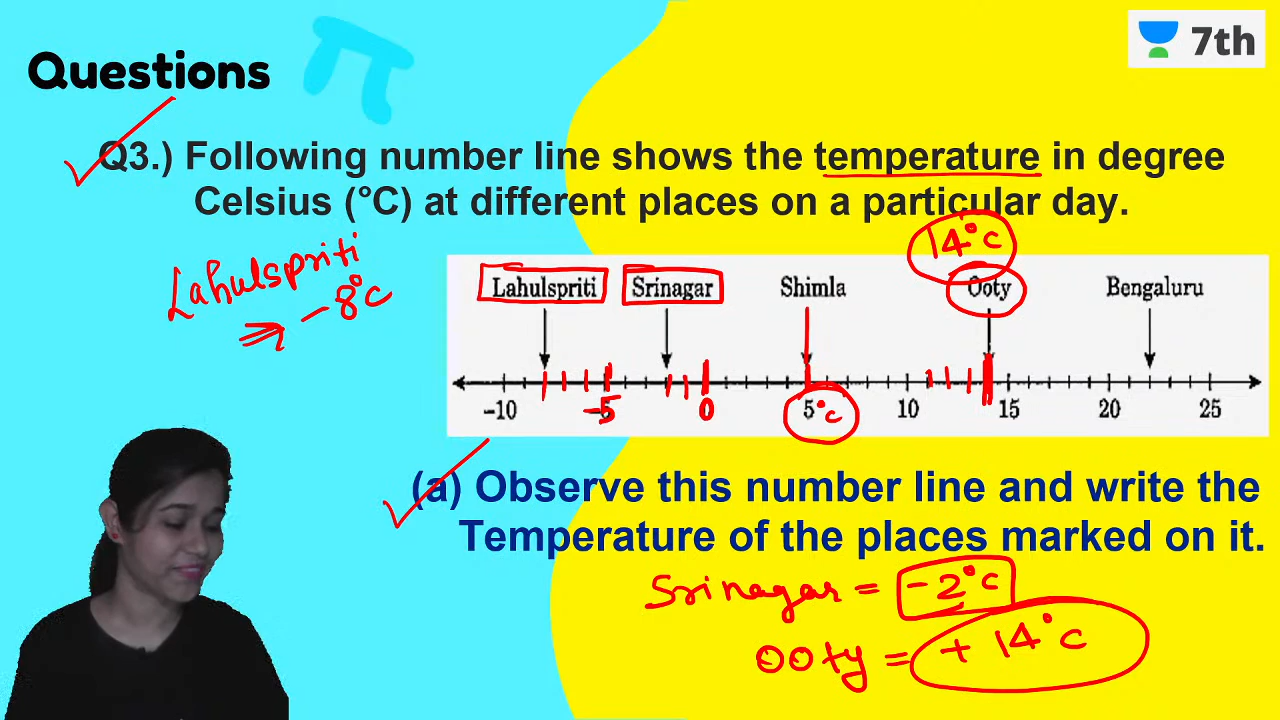 7th
Questions
Q3.) Following number line shows the temperature in degree
Celsius (°C) at different places on a particular day.
14°C
Lahulspriti
⇒ -8°C
Lahulspriti Srinagar Shimla Ooty Bengaluru
-10 -5 0 5°C 10 15 20 25
(a) Observe this number line and write the
Temperature of the places marked on it.
Srinagar = -2°C
OOty = + 14°C